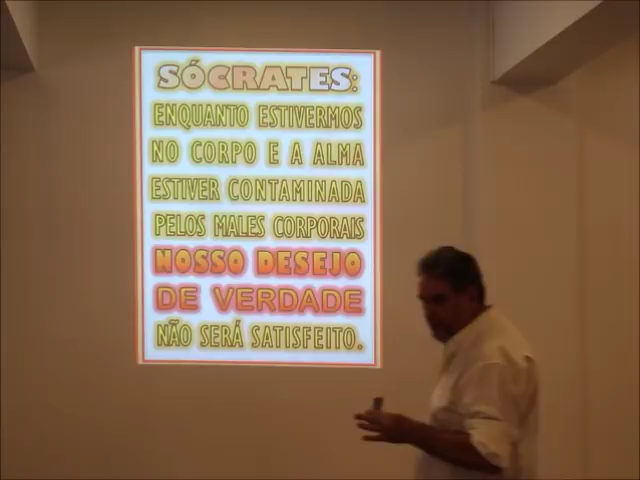 SÓCRATES:
ENQUANTO ESTIVERMOS
NO CORPO E A ALMA
ESTIVER CONTAMINADA
PELOS MALES CORPORAIS
NOSSO DESEJO
DE VERDADE
NÃO SERÁ SATISFEITO.